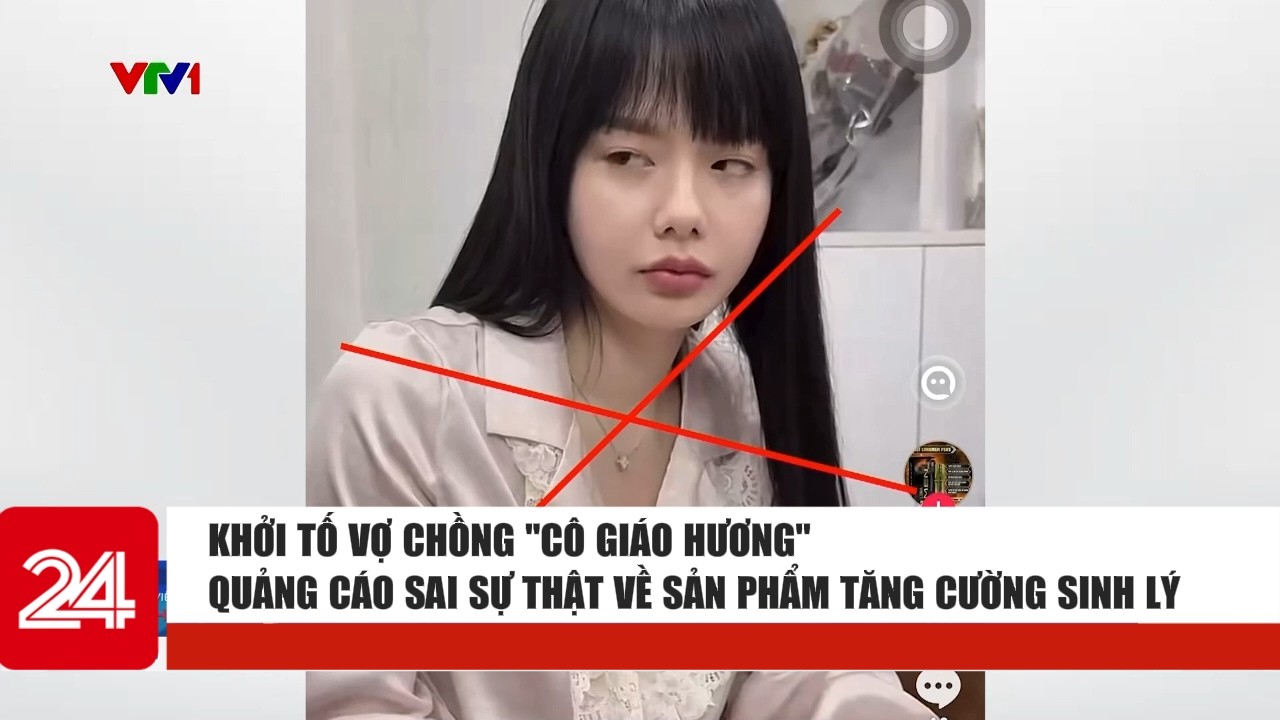 VTV1
KHỞI TỐ VỢ CHỒNG "CÔ GIÁO HƯƠNG"
24
QUẢNG CÁO SAI SỰ THẬT VỀ SẢN PHẨM TĂNG CƯỜNG SINH LÝ